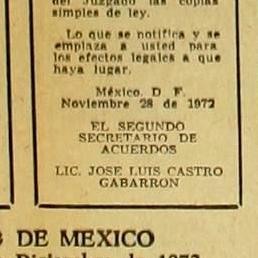 del Juzgado las copias
simples de ley.
Lo que se notifica y se
emplaza a usted para
los efectos legales a que
haya lugar.
México. D F.
Noviembre 28 de 1972
EL SEGUNDO
SECRETARIO DE
ACUERDOS
LIC. JOSE LUIS CASTRO
GABARRON
DE MEXICO